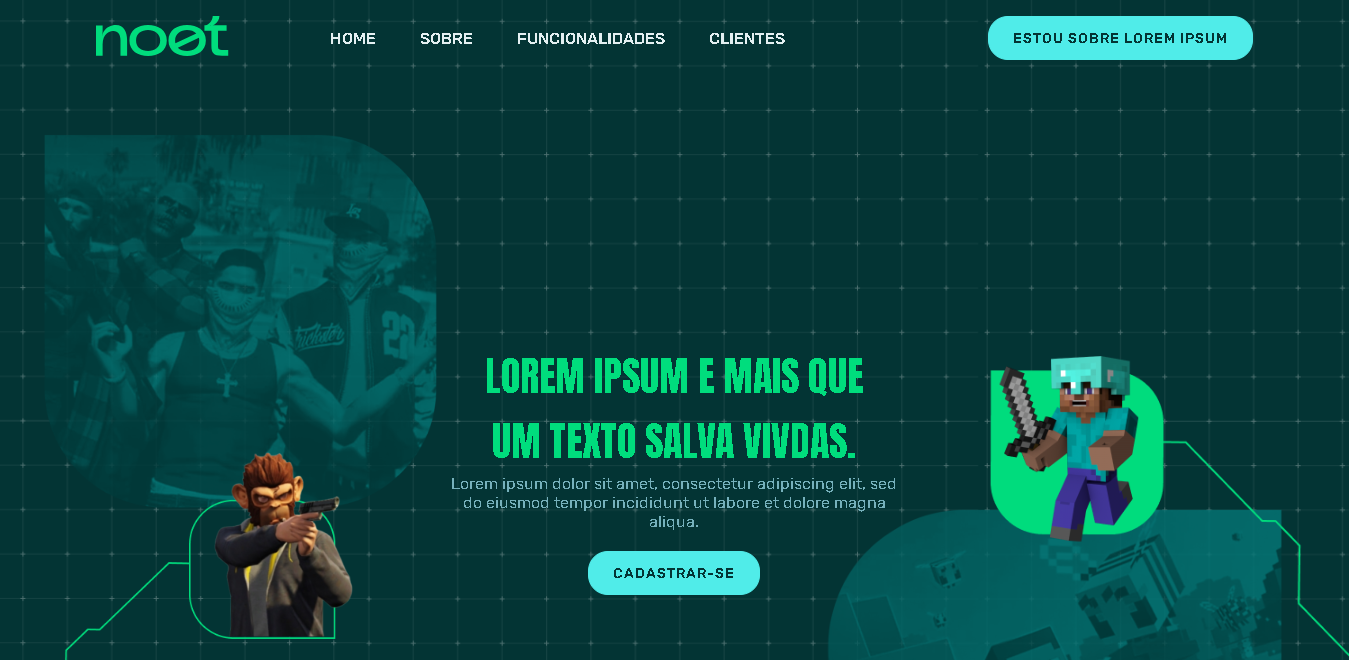 noøt
HOME SOBRE FUNCIONALIDADES CLIENTES
ESTOU SOBRE LOREM IPSUM
LOREM IPSUM E MAIS QUE
UM TEXTO SALVA VIVDAS.
Lorem ipsum dolor sit amet, consectetur adipiscing elit, sed
do eiusmod tempor incididunt ut labore et dolore magna
aliqua.
CADASTRAR-SE